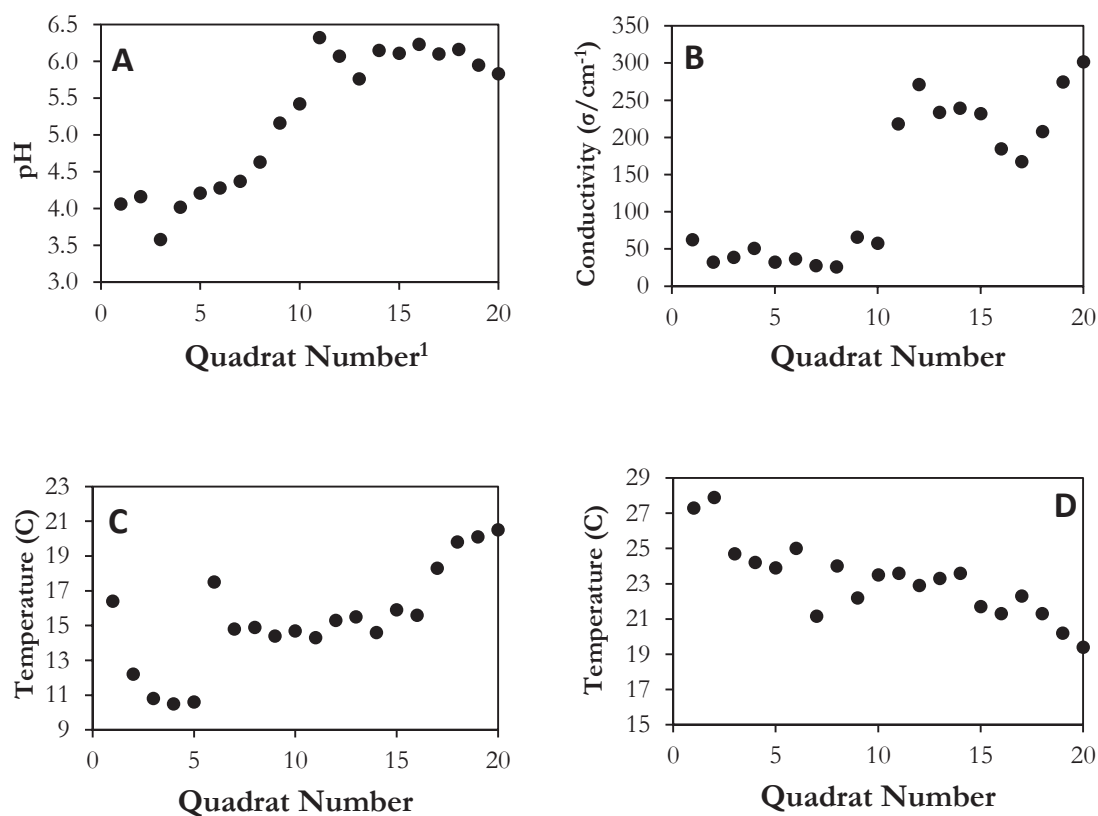 A
pH
6.5
6.0
5.5
5.0
4.5
4.0
3.5
3.0
0 5 10 15 20
Quadrat Number¹
B
Conductivity (σ/cm⁻¹)
350
300
250
200
150
100
50
0
0 5 10 15 20
Quadrat Number
C
Temperature (C)
23
21
19
17
15
13
11
9
0 5 10 15 20
Quadrat Number
D
Temperature (C)
29
27
25
23
21
19
17
15
0 5 10 15 20
Quadrat Number